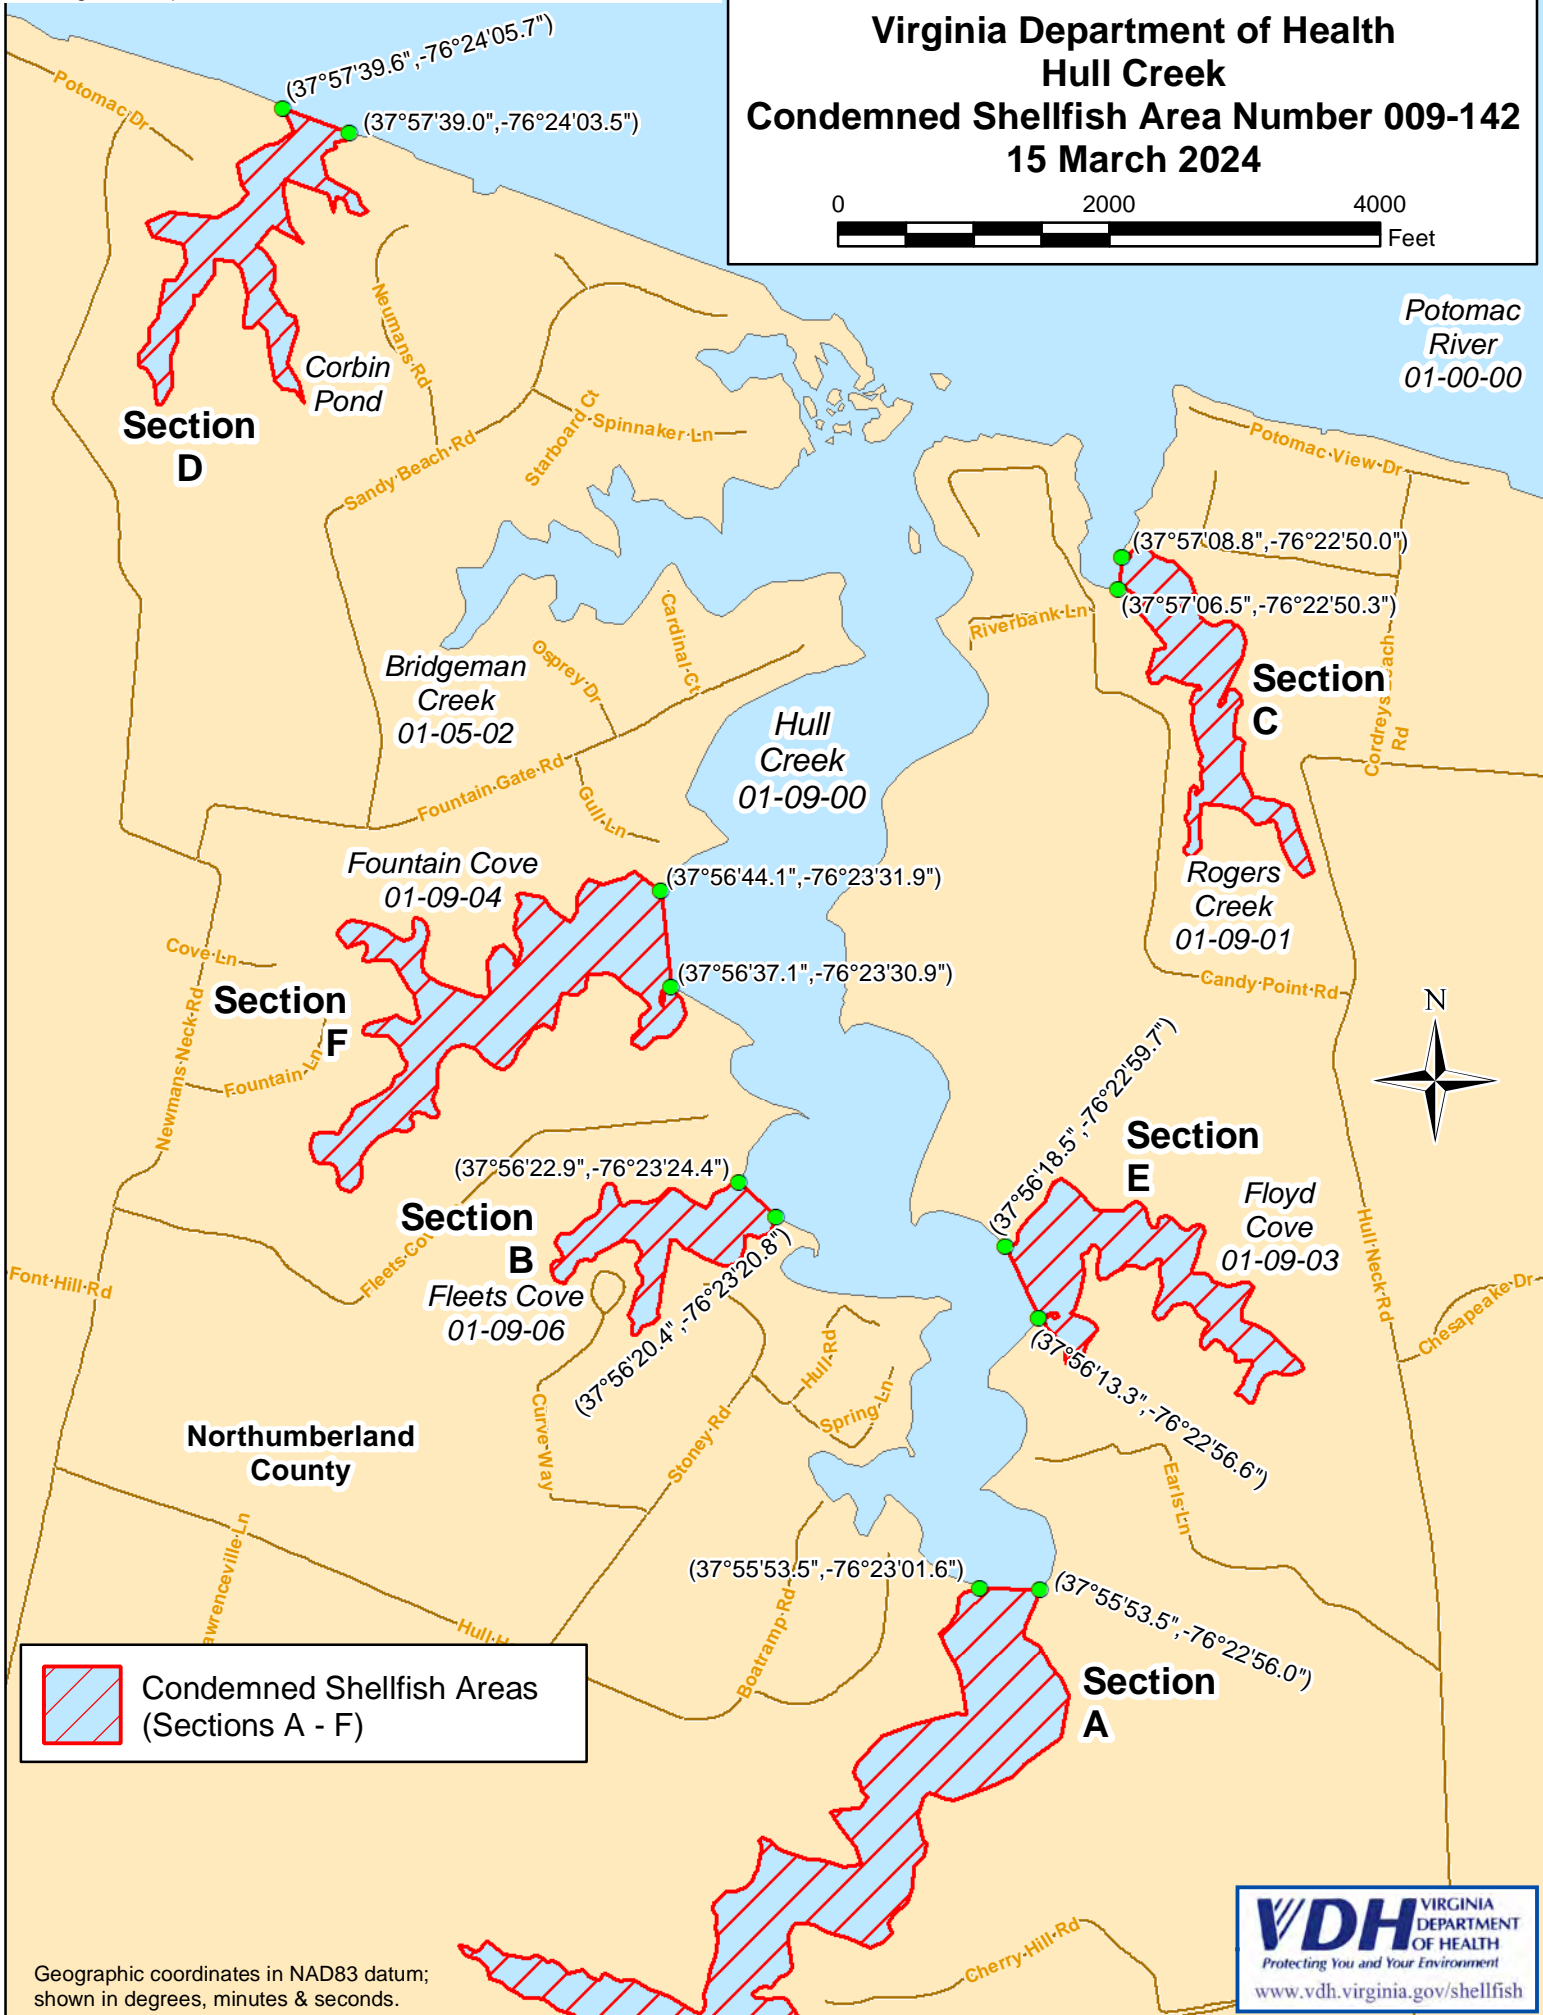 Virginia Department of Health
Hull Creek
Condemned Shellfish Area Number 009-142
15 March 2024
0 2000 4000
Feet
(37°57'39.6",-76°24'05.7")
(37°57'39.0",-76°24'03.5")
Potomac Dr
Potomac
River
01-00-00
Neumans Rd
Corbin
Pond
Section
D
Sandy Beach Rd
Starboard Ct
Spinnaker Ln
Potomac View Dr
(37°57'08.8",-76°22'50.0")
(37°57'06.5",-76°22'50.3")
Riverbank Ln
Cardinal Ct
Osprey Dr
Bridgeman
Creek
01-05-02
Section
C
Rd
Hull
Creek
01-09-00
Fountain Gate Rd
Gull Ln
Fountain Cove
01-09-04
(37°56'44.1",-76°23'31.9")
Rogers
Creek
01-09-01
Cove Ln
(37°56'37.1",-76°23'30.9")
Candy Point Rd
Section
F
Newmans Neck Rd
Fountain Ln
N
(37°56'18.5",-76°22'59.7")
Section
E
(37°56'22.9",-76°23'24.4")
Floyd
Cove
01-09-03
Section
B
Fleets
Hull Neck Rd
Font Hill Rd
Fleets Cove
01-09-06
(37°56'20.4",-76°23'20.8")
Chesapeake Dr
Hull Rd
(37°56'13.3",-76°22'56.6")
Curve Way
Spring Ln
Stoney Rd
Northumberland
County
Earls Ln
(37°55'53.5",-76°23'01.6")
(37°55'53.5",-76°22'56.0")
Boatramp Rd
Ln
Hull
Section
A
Condemned Shellfish Areas
(Sections A - F)
Cherry Hill Rd
Geographic coordinates in NAD83 datum;
shown in degrees, minutes & seconds.
VDH VIRGINIA
DEPARTMENT
OF HEALTH
Protecting You and Your Environment
www.vdh.virginia.gov/shellfish